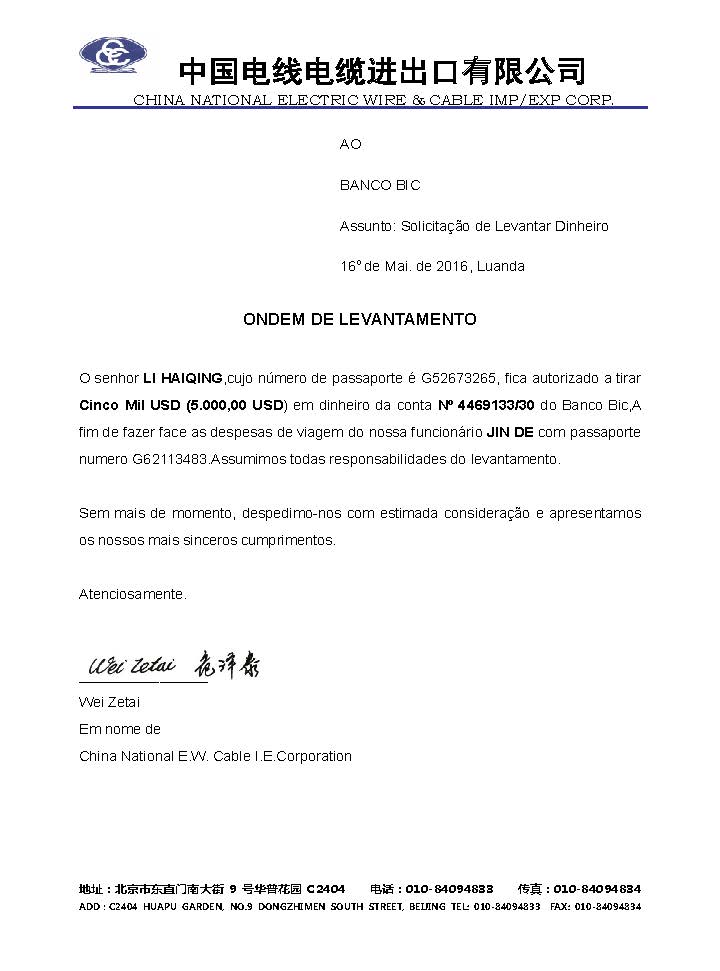 中国电线电缆进出口有限公司
CHINA NATIONAL ELECTRIC WIRE & CABLE IMP/EXP CORP.
AO
BANCO BIC
Assunto: Solicitação de Levantar Dinheiro
16º de Mai. de 2016, Luanda
ONDEM DE LEVANTAMENTO
O senhor LI HAIQING,cujo número de passaporte é G52673265, fica autorizado a tirar
Cinco Mil USD (5.000,00 USD) em dinheiro da conta Nº 4469133/30 do Banco Bic,A
fim de fazer face as despesas de viagem do nossa funcionário JIN DE com passaporte
numero G62113483.Assumimos todas responsabilidades do levantamento.
Sem mais de momento, despedimo-nos com estimada consideração e apresentamos
os nossos mais sinceros cumprimentos.
Atenciosamente.
Wei Zetai
Wei Zetai
Em nome de
China National E.W. Cable I.E.Corporation
地址：北京市东直门南大街 9 号华普花园 C2404 电话：010-84094833 传真：010-84094834
ADD : C2404 HUAPU GARDEN, NO.9 DONGZHIMEN SOUTH STREET, BEIJING TEL: 010-84094833 FAX: 010-84094834